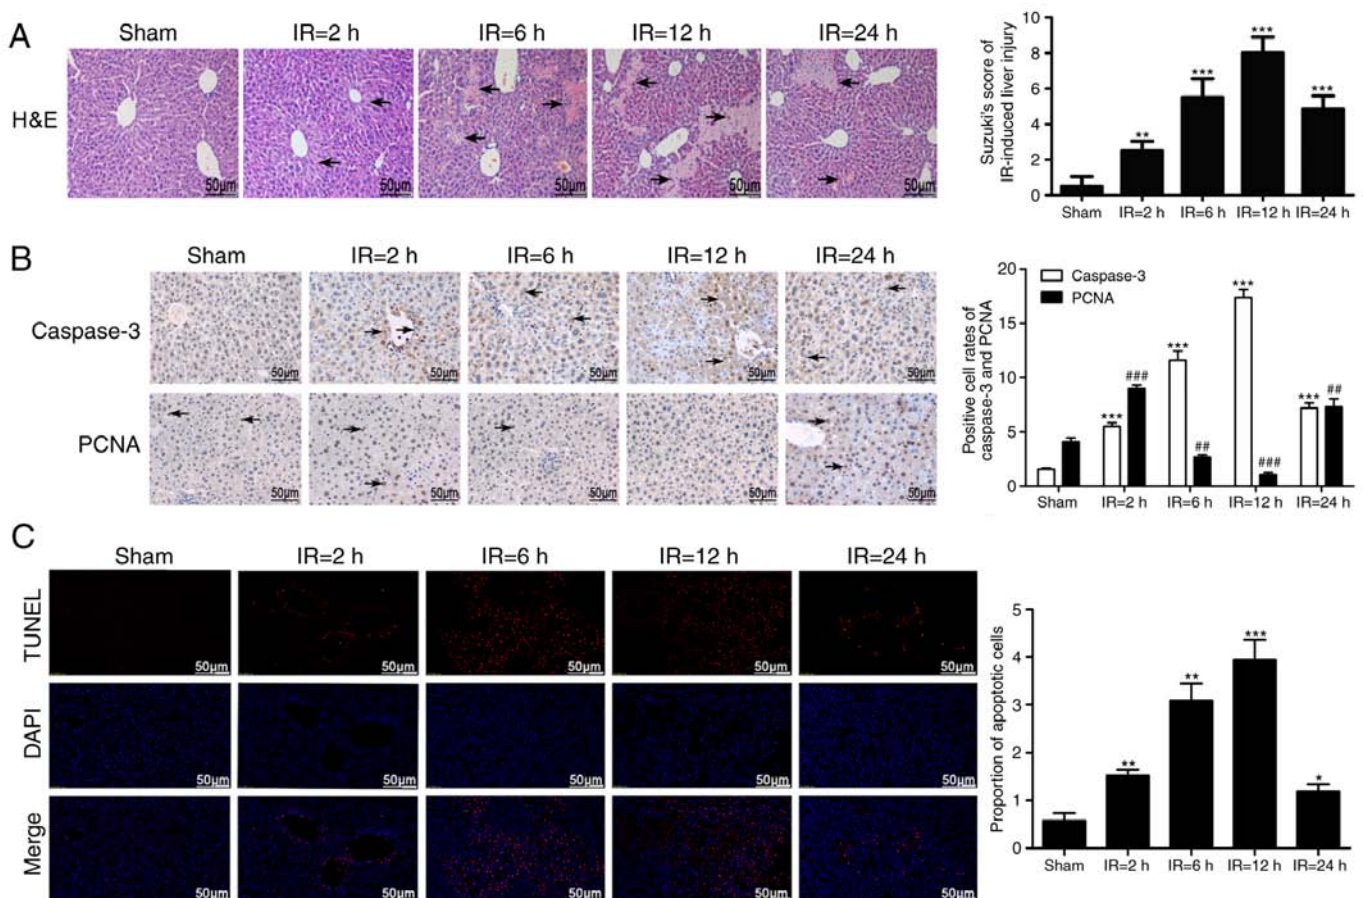 A
Sham IR=2 h IR=6 h IR=12 h IR=24 h
H&E
50µm 50µm 50µm 50µm 50µm
Suzuki's score of
IR-induced liver injury
10
8
6
4
2
0
** *** *** ***
Sham IR=2 h IR=6 h IR=12 h IR=24 h
B
Sham IR=2 h IR=6 h IR=12 h IR=24 h
Caspase-3
50µm 50µm 50µm 50µm 50µm
PCNA
50µm 50µm 50µm 50µm 50µm
Positive cell rates of
caspase-3 and PCNA
20
15
10
5
0
Caspase-3
PCNA
*** ### *** ## *** ### *** ##
Sham IR=2 h IR=6 h IR=12 h IR=24 h
C
Sham IR=2 h IR=6 h IR=12 h IR=24 h
TUNEL
50µm 50µm 50µm 50µm 50µm
DAPI
50µm 50µm 50µm 50µm 50µm
Merge
50µm 50µm 50µm 50µm 50µm
Proportion of apoptotic cells
5
4
3
2
1
0
** ** *** *
Sham IR=2 h IR=6 h IR=12 h IR=24 h